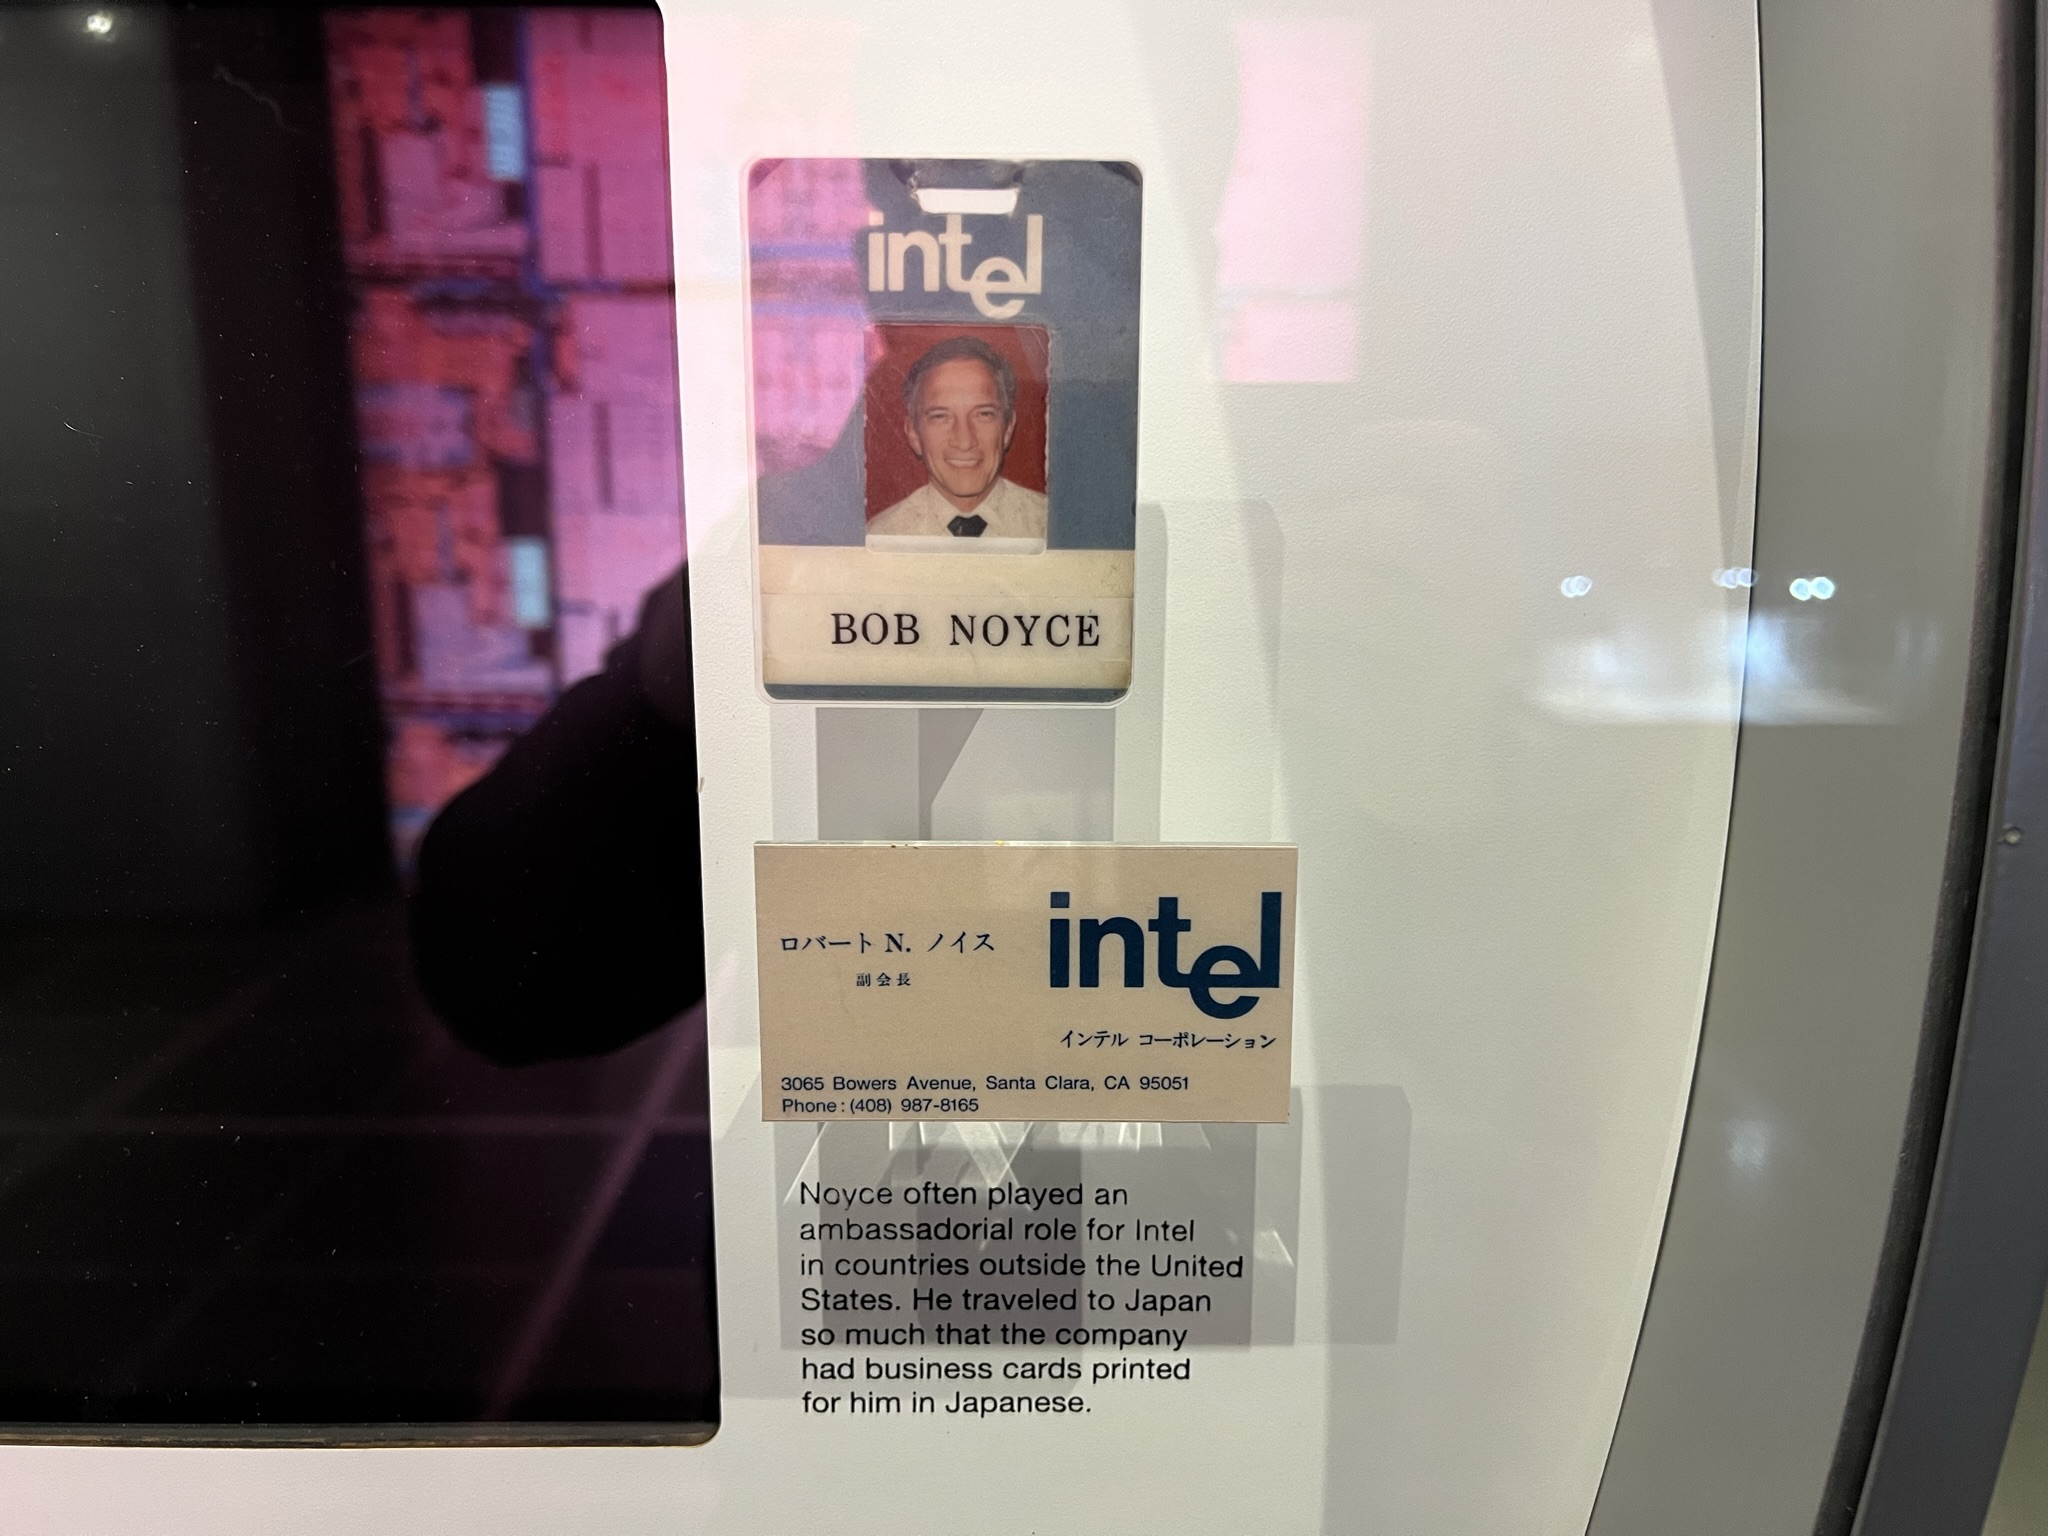 intel
BOB NOYCE
ロバート N. ノイス
副会長
intel
インテル コーポレーション
3065 Bowers Avenue, Santa Clara, CA 95051
Phone: (408) 987-8165
Noyce often played an
ambassadorial role for Intel
in countries outside the United
States. He traveled to Japan
so much that the company
had business cards printed
for him in Japanese.